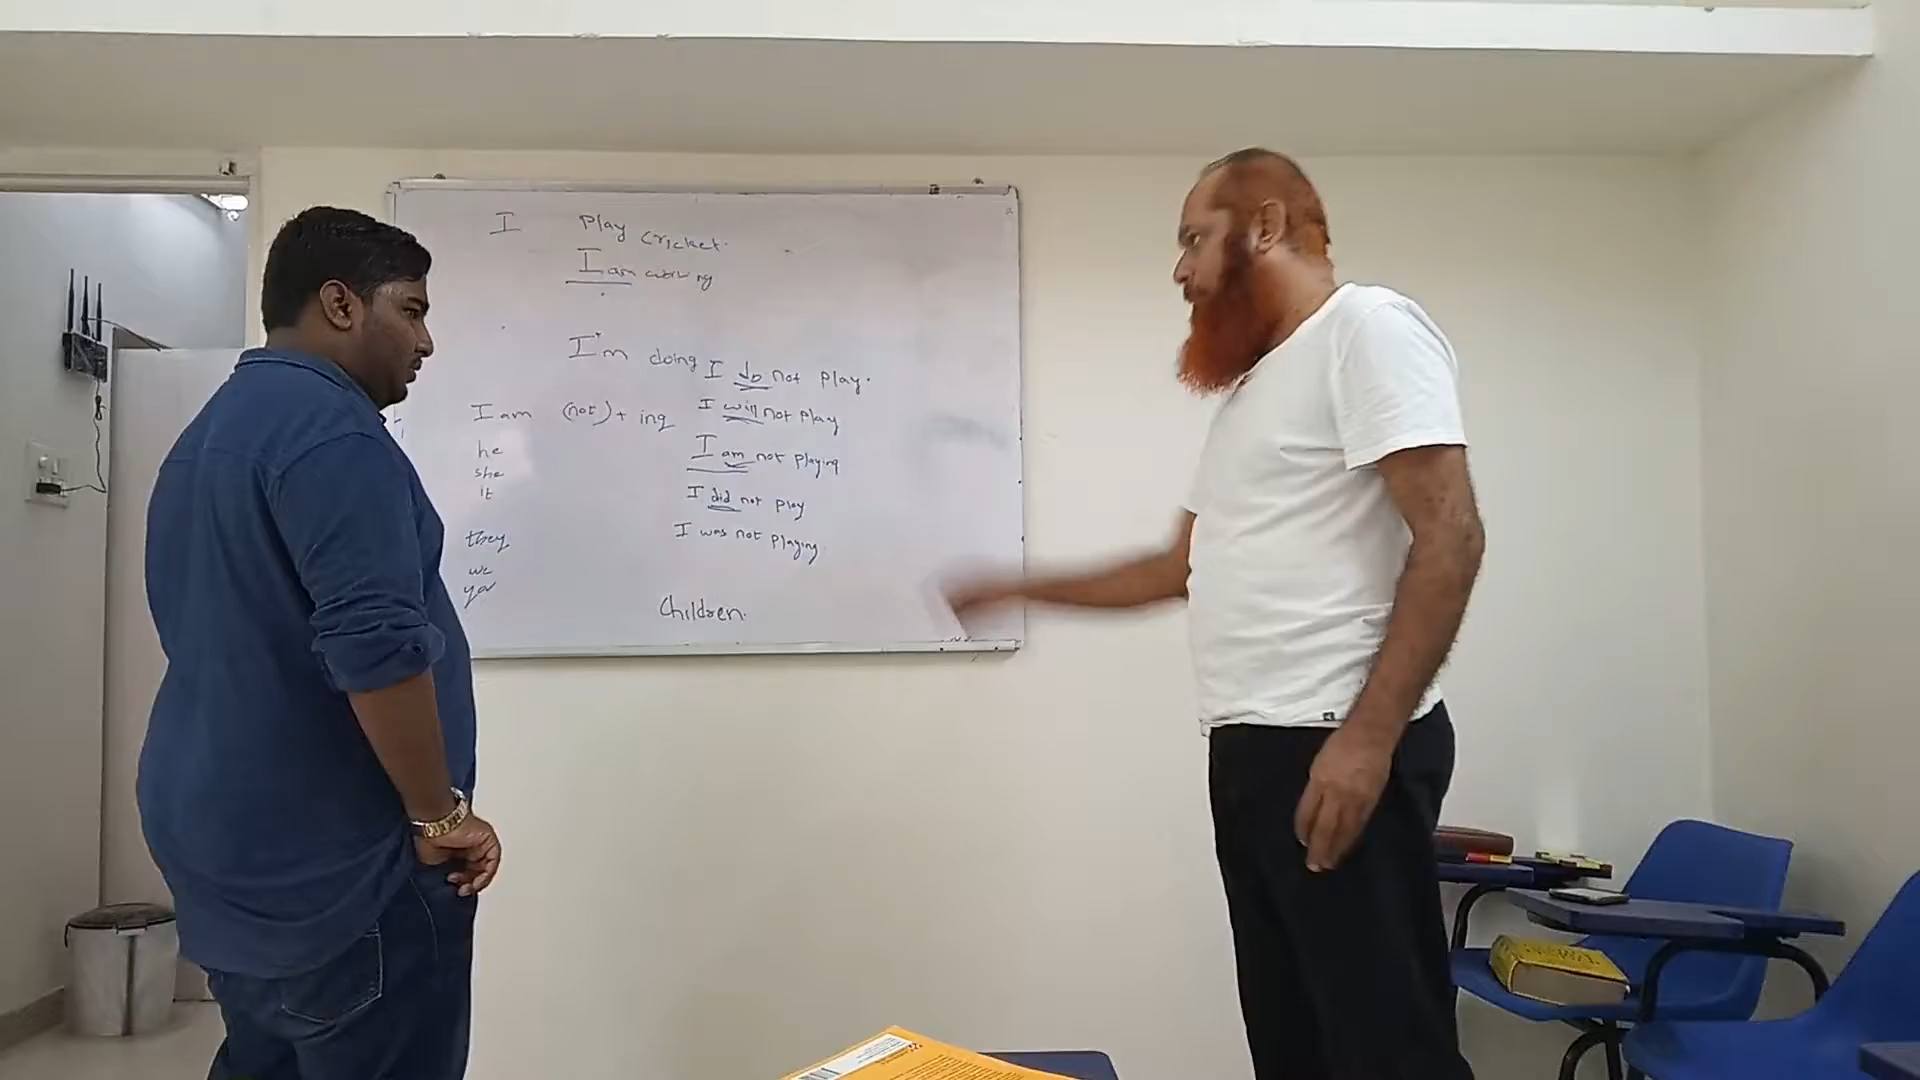 I Play cricket.
I am working
I'm doing
I do not play.
I will not play
I am (not) + ing
I am not playing
he
she
it
I did not play
I was not playing
they
we
you
Children.